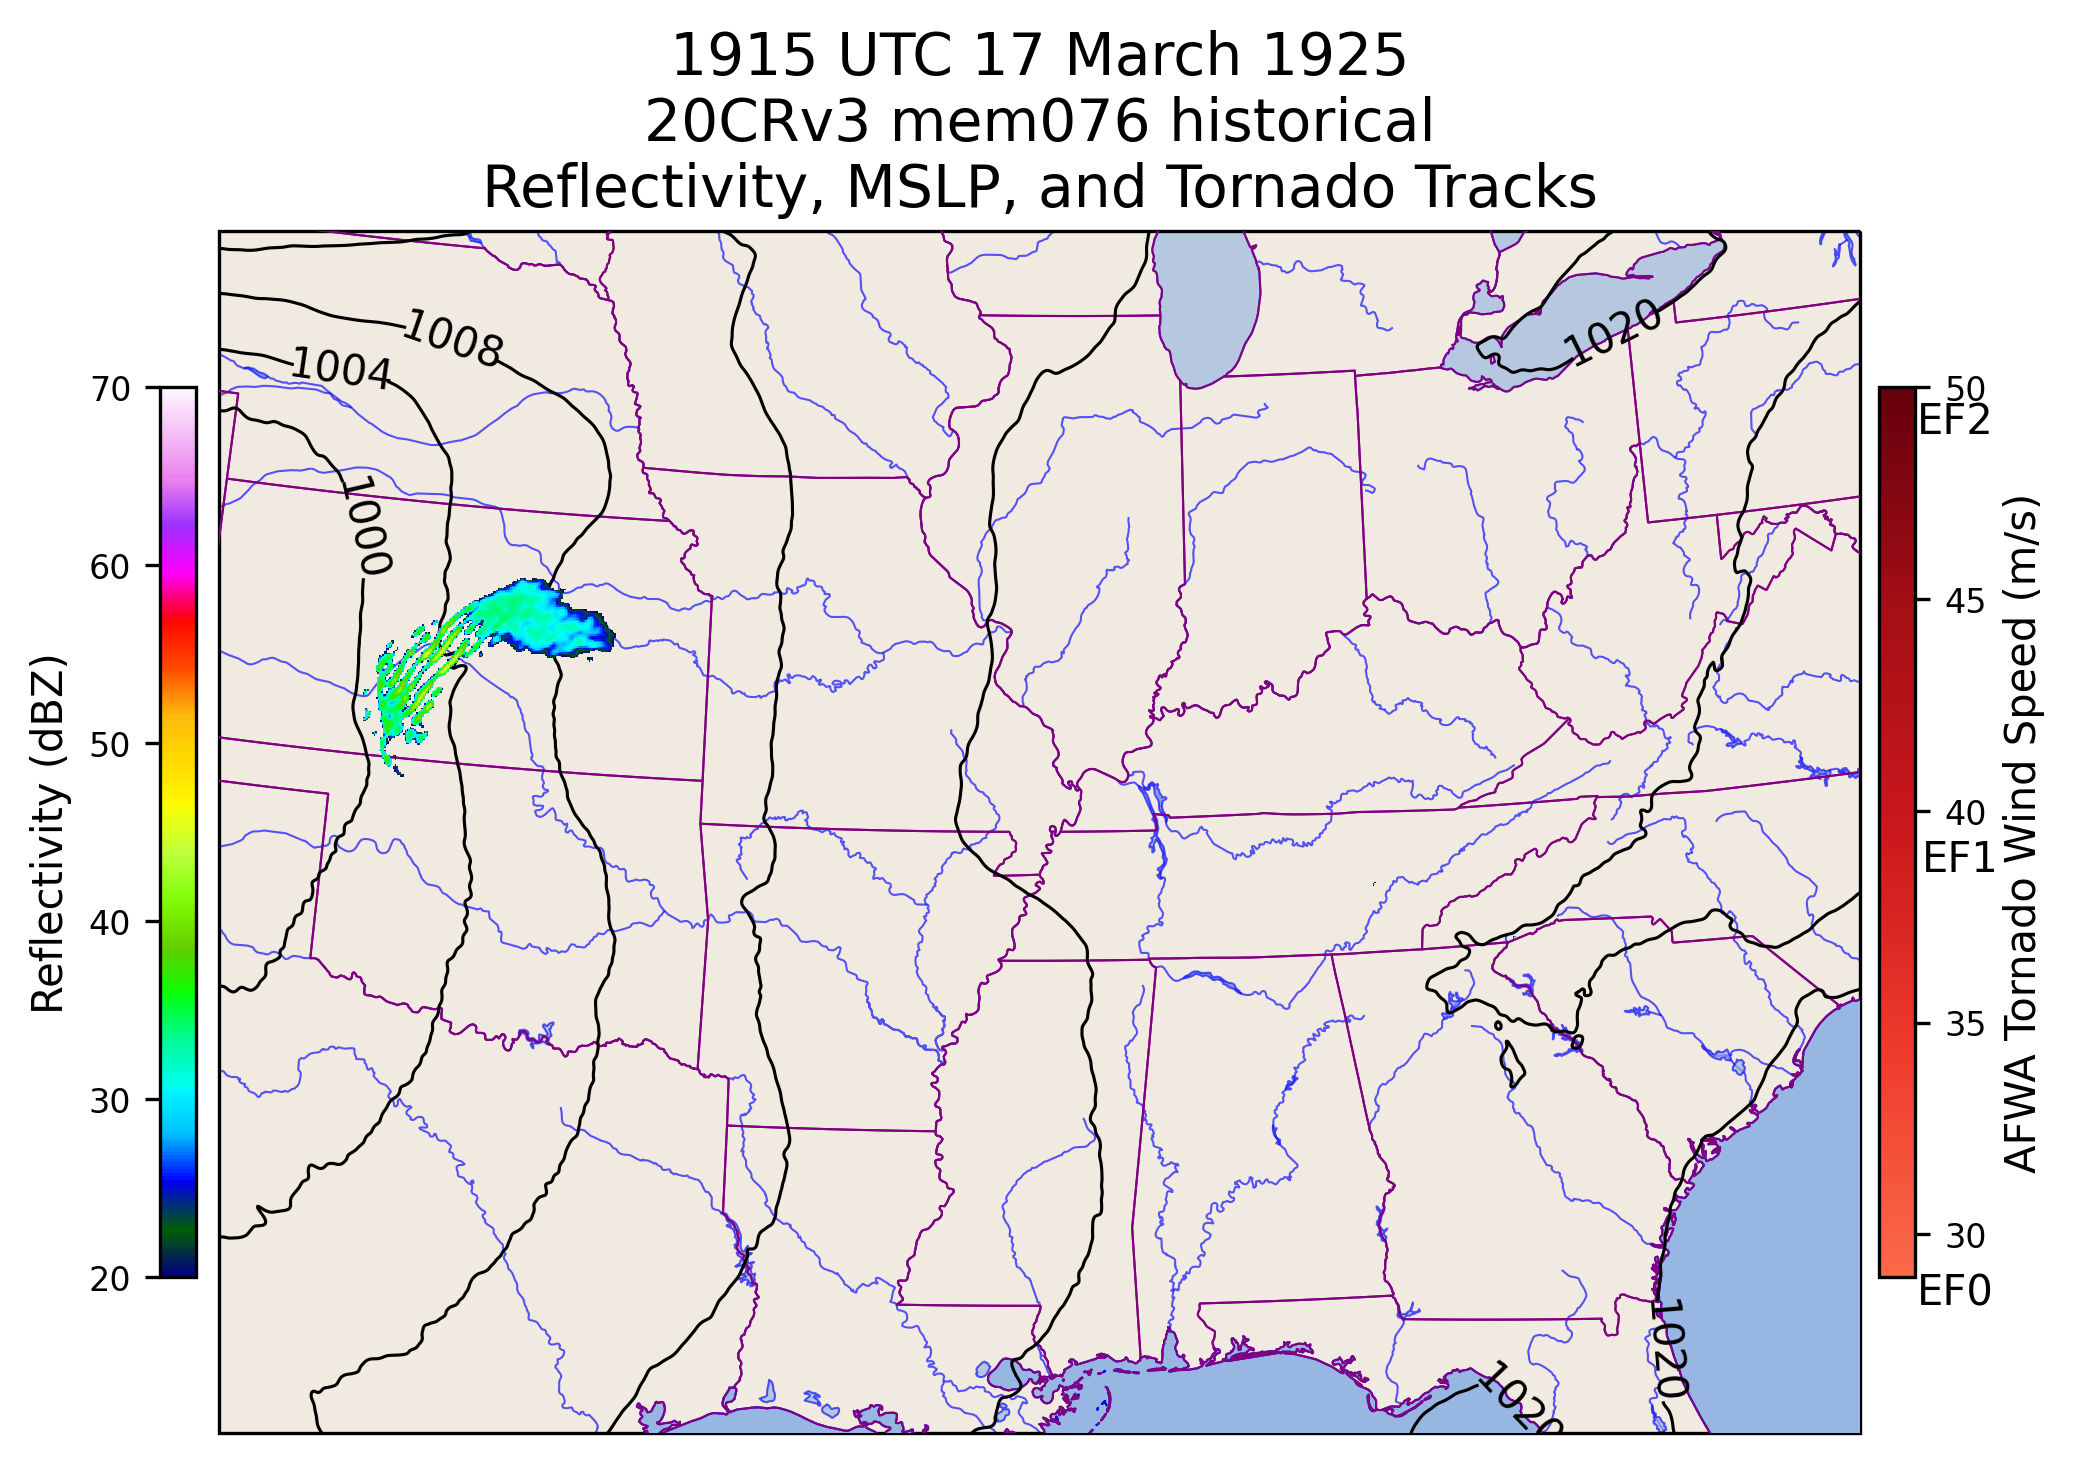 1915 UTC 17 March 1925
20CRv3 mem076 historical
Reflectivity, MSLP, and Tornado Tracks
1020
1008
1004
1000
1020
1020
70
60
50
40
30
20
Reflectivity (dBZ)
50
EF2
45
40
EF1
35
30
EF0
AFWA Tornado Wind Speed (m/s)